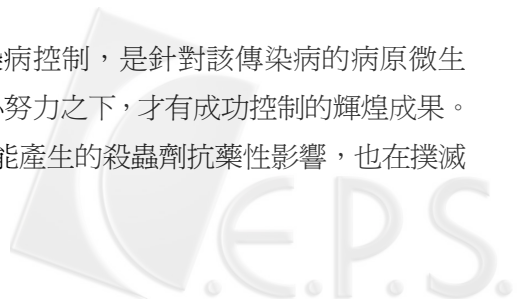 染病控制，是針對該傳染病的病原微生
努力之下，才有成功控制的輝煌成果。
能產生的殺蟲劑抗藥性影響，也在撲滅
C.E.P.S.